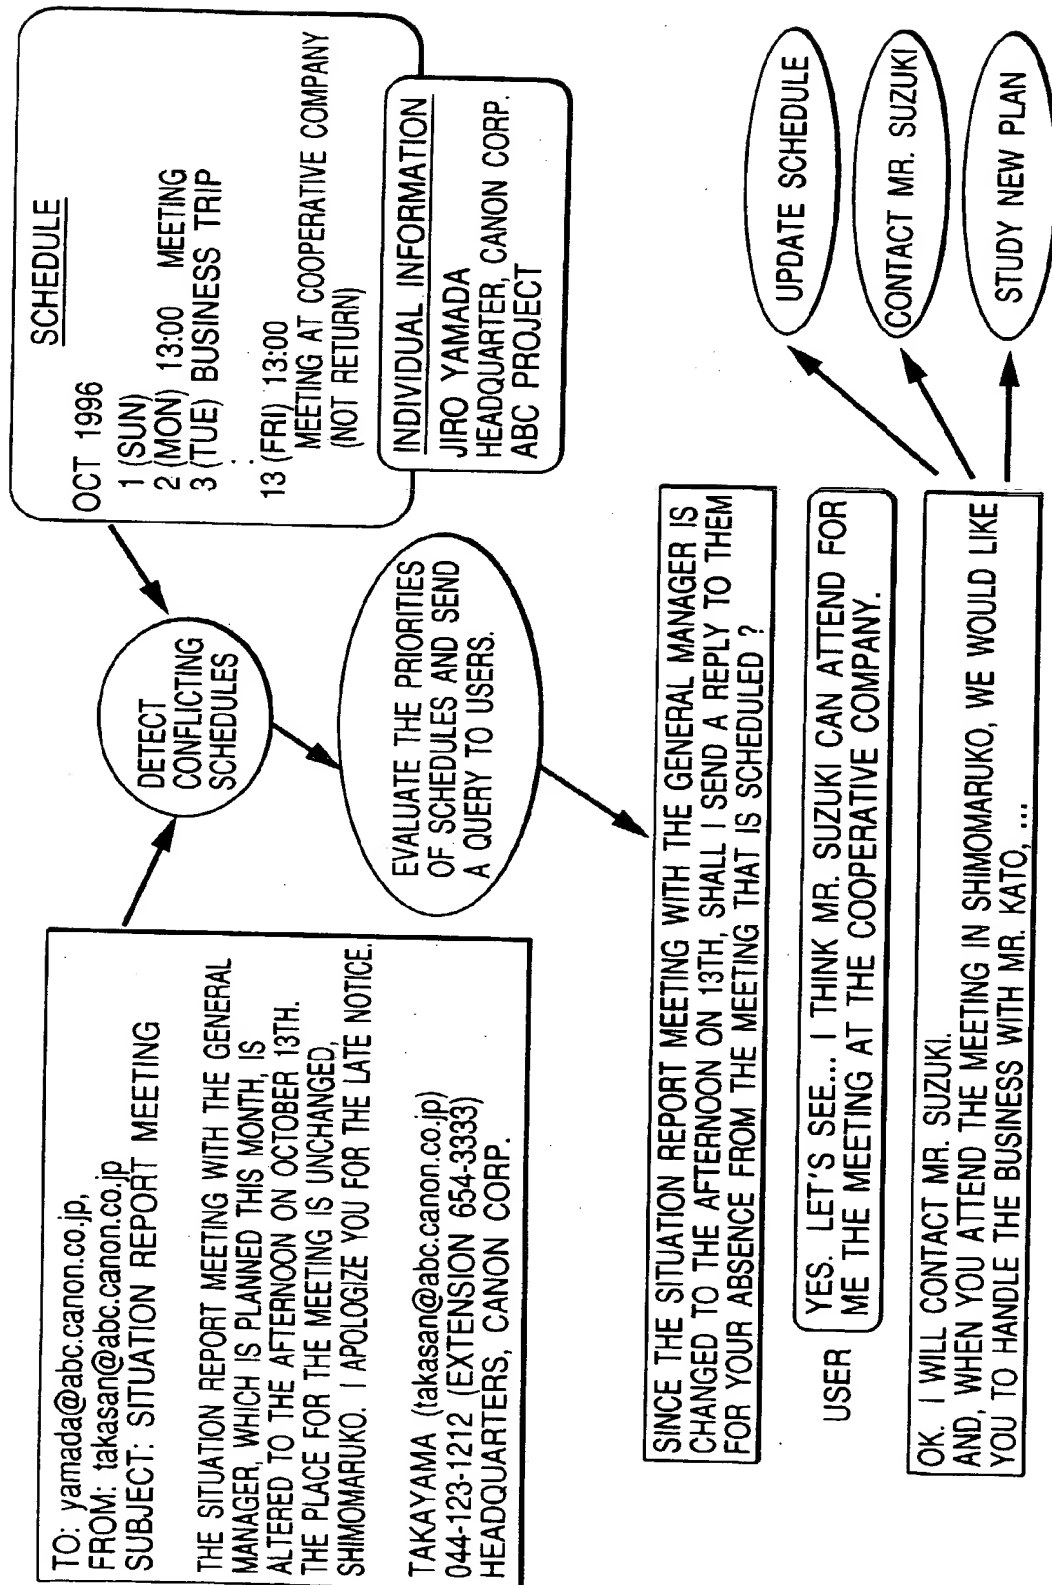 TO: yamada@abc.canon.co.jp,
FROM: takasan@abc.canon.co.jp
SUBJECT: SITUATION REPORT MEETING
THE SITUATION REPORT MEETING WITH THE GENERAL
MANAGER, WHICH IS PLANNED THIS MONTH, IS
ALTERED TO THE AFTERNOON ON OCTOBER 13TH.
THE PLACE FOR THE MEETING IS UNCHANGED,
SHIMOMARUKO. I APOLOGIZE YOU FOR THE LATE NOTICE.
TAKAYAMA (takasan@abc.canon.co.jp)
044-123-1212 (EXTENSION 654-3333)
HEADQUARTERS, CANON CORP.
DETECT
CONFLICTING
SCHEDULES
SCHEDULE
OCT 1996
1 (SUN)
2 (MON) 13:00 MEETING
3 (TUE) BUSINESS TRIP
:
13 (FRI) 13:00
MEETING AT COOPERATIVE COMPANY
(NOT RETURN)
INDIVIDUAL INFORMATION
JIRO YAMADA
HEADQUARTER, CANON CORP.
ABC PROJECT
EVALUATE THE PRIORITIES
OF SCHEDULES AND SEND
A QUERY TO USERS.
SINCE THE SITUATION REPORT MEETING WITH THE GENERAL MANAGER IS
CHANGED TO THE AFTERNOON ON 13TH, SHALL I SEND A REPLY TO THEM
FOR YOUR ABSENCE FROM THE MEETING THAT IS SCHEDULED ?
USER YES. LET'S SEE... I THINK MR. SUZUKI CAN ATTEND FOR
ME THE MEETING AT THE COOPERATIVE COMPANY.
OK. I WILL CONTACT MR. SUZUKI.
AND, WHEN YOU ATTEND THE MEETING IN SHIMOMARUKO, WE WOULD LIKE
YOU TO HANDLE THE BUSINESS WITH MR. KATO, ...
UPDATE SCHEDULE
CONTACT MR. SUZUKI
STUDY NEW PLAN